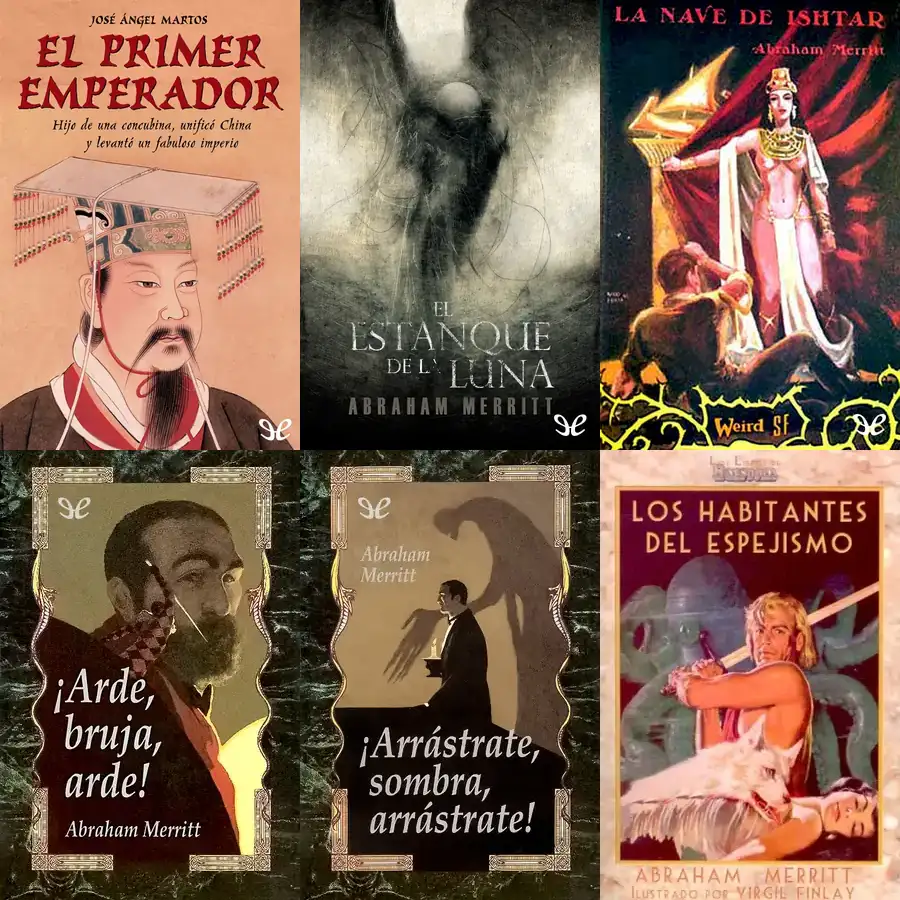 JOSÉ ÁNGEL MARTOS
EL PRIMER
EMPERADOR
Hijo de una concubina, unificó China
y levantó un fabuloso imperio
EL
ESTANQUE
DE LA LUNA
ABRAHAM MERRITT
LA NAVE DE ISHTAR
Abraham Merritt
Weird SF
¡Arde,
bruja,
arde!
Abraham Merritt
Abraham
Merritt
¡Arrástrate,
sombra,
arrástrate!
LOS HABITANTES
DEL ESPEJISMO
ABRAHAM MERRITT
ILUSTRADO POR VIRGIL FINLAY